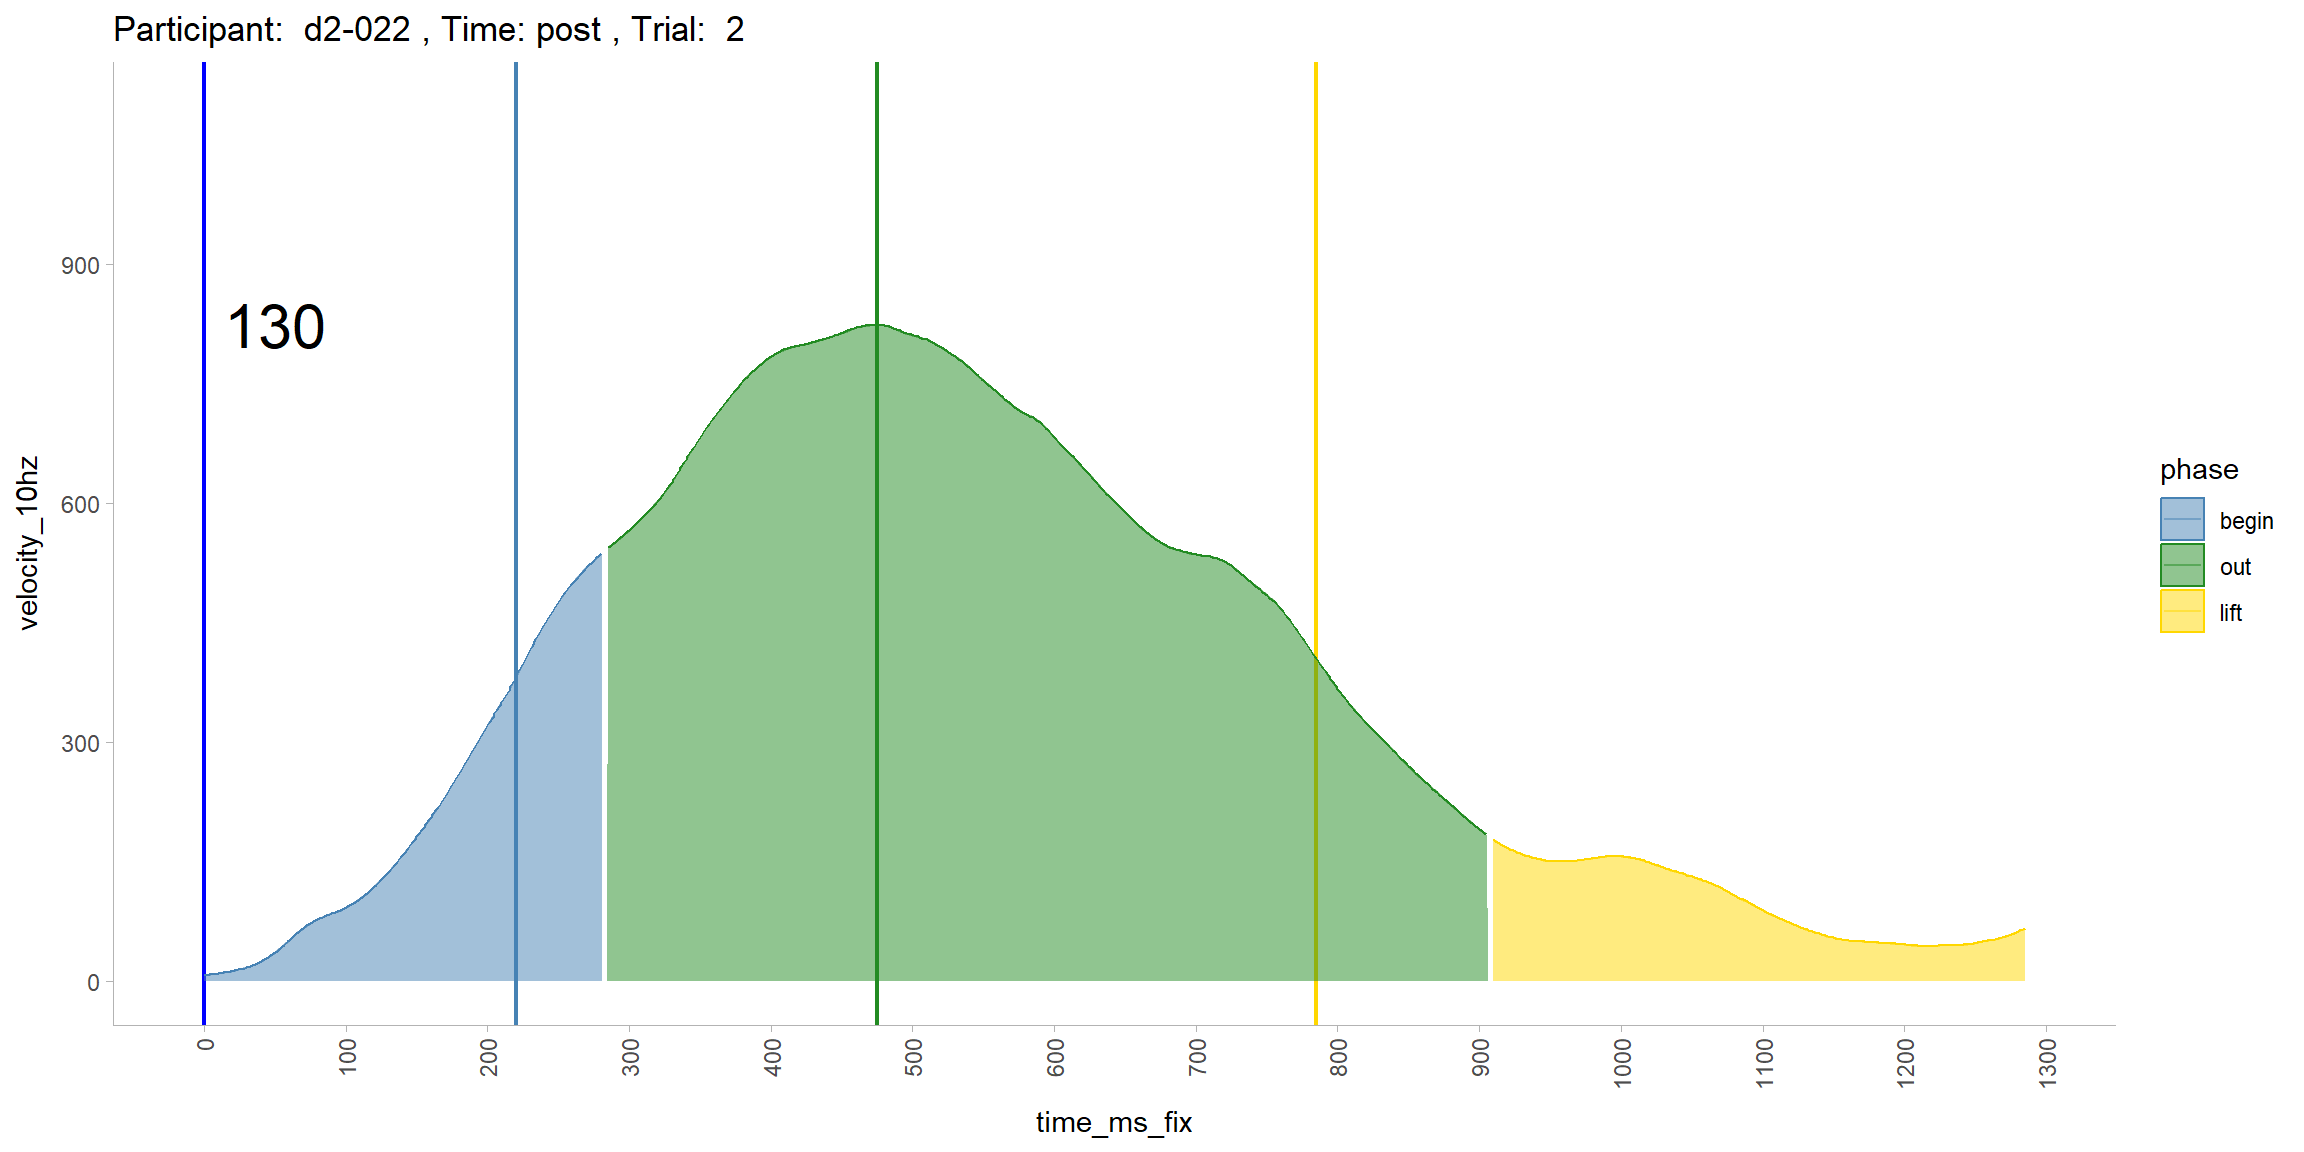 Participant:  d2-022 , Time: post , Trial:  2
900
600
300
0
velocity_10hz
130
0
100
200
300
400
500
600
700
800
900
1000
1100
1200
1300
time_ms_fix
phase
begin
out
lift